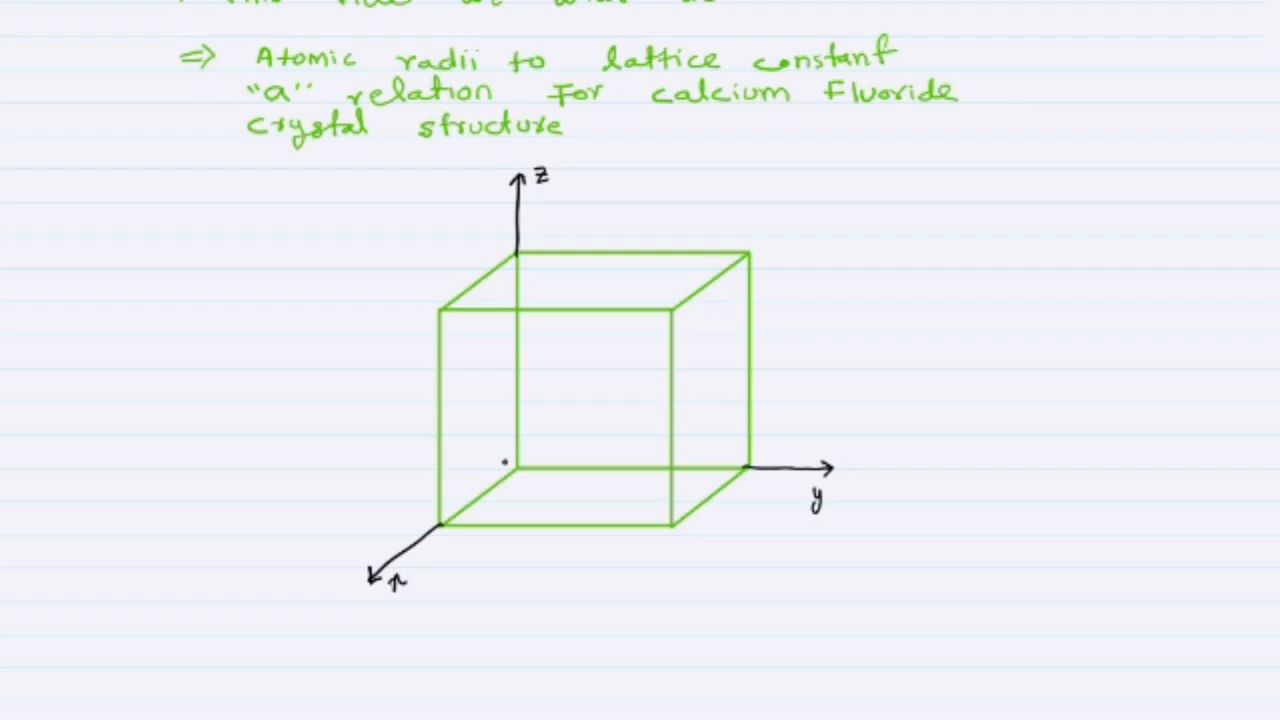 => Atomic radii to lattice constant
"a" relation For calcium Fluoride
crystal structure
z
y
x